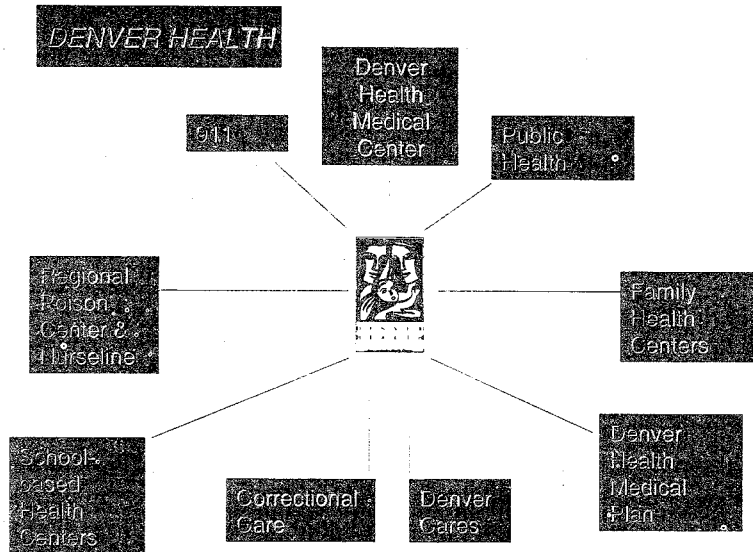 DENVER HEALTH
Denver
Health
Medical
Center
911
Public
Health
Regional
Poison
Center &
Nurseline
Family
Health
Centers
School-
based
Health
Centers
Correctional
Care
Denver
Cares
Denver
Health
Medical
Plan